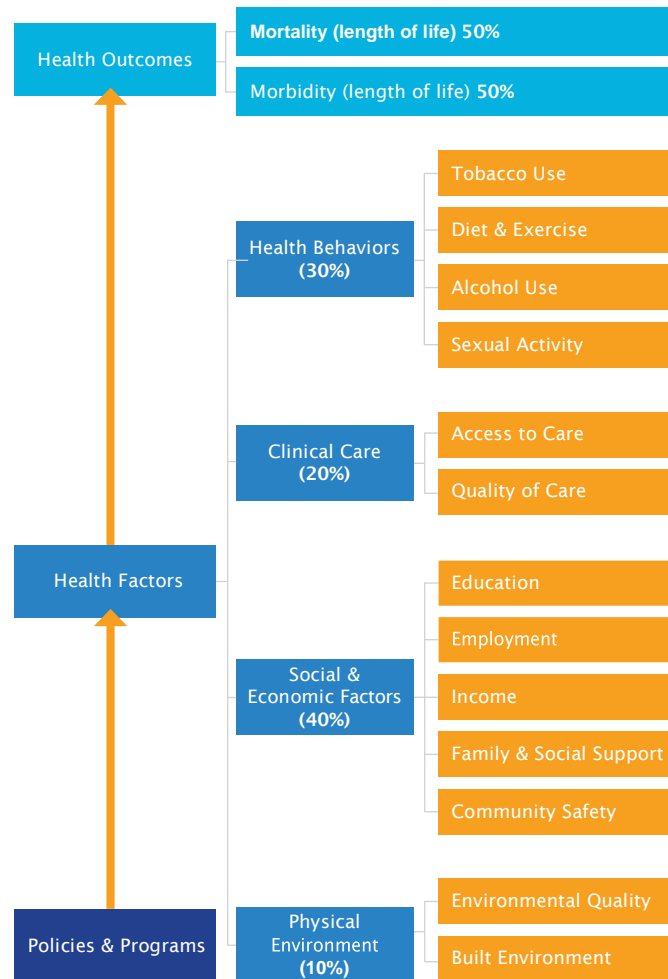 Health Outcomes
Mortality (length of life) 50%
Morbidity (length of life) 50%
Tobacco Use
Health Behaviors
(30%)
Diet & Exercise
Alcohol Use
Sexual Activity
Clinical Care
(20%)
Access to Care
Quality of Care
Health Factors
Social &
Economic Factors
(40%)
Education
Employment
Income
Family & Social Support
Community Safety
Policies & Programs
Physical
Environment
(10%)
Environmental Quality
Built Environment